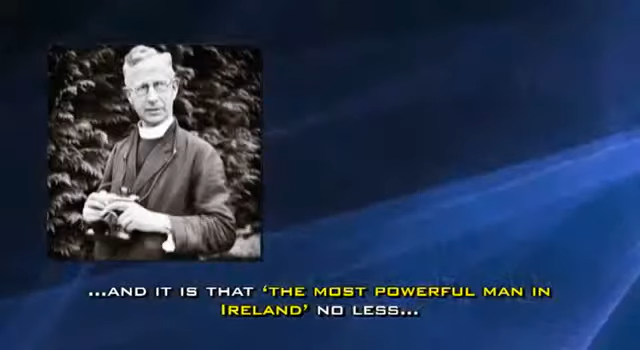 ...AND IT IS THAT ‘THE MOST POWERFUL MAN IN
IRELAND’ NO LESS...